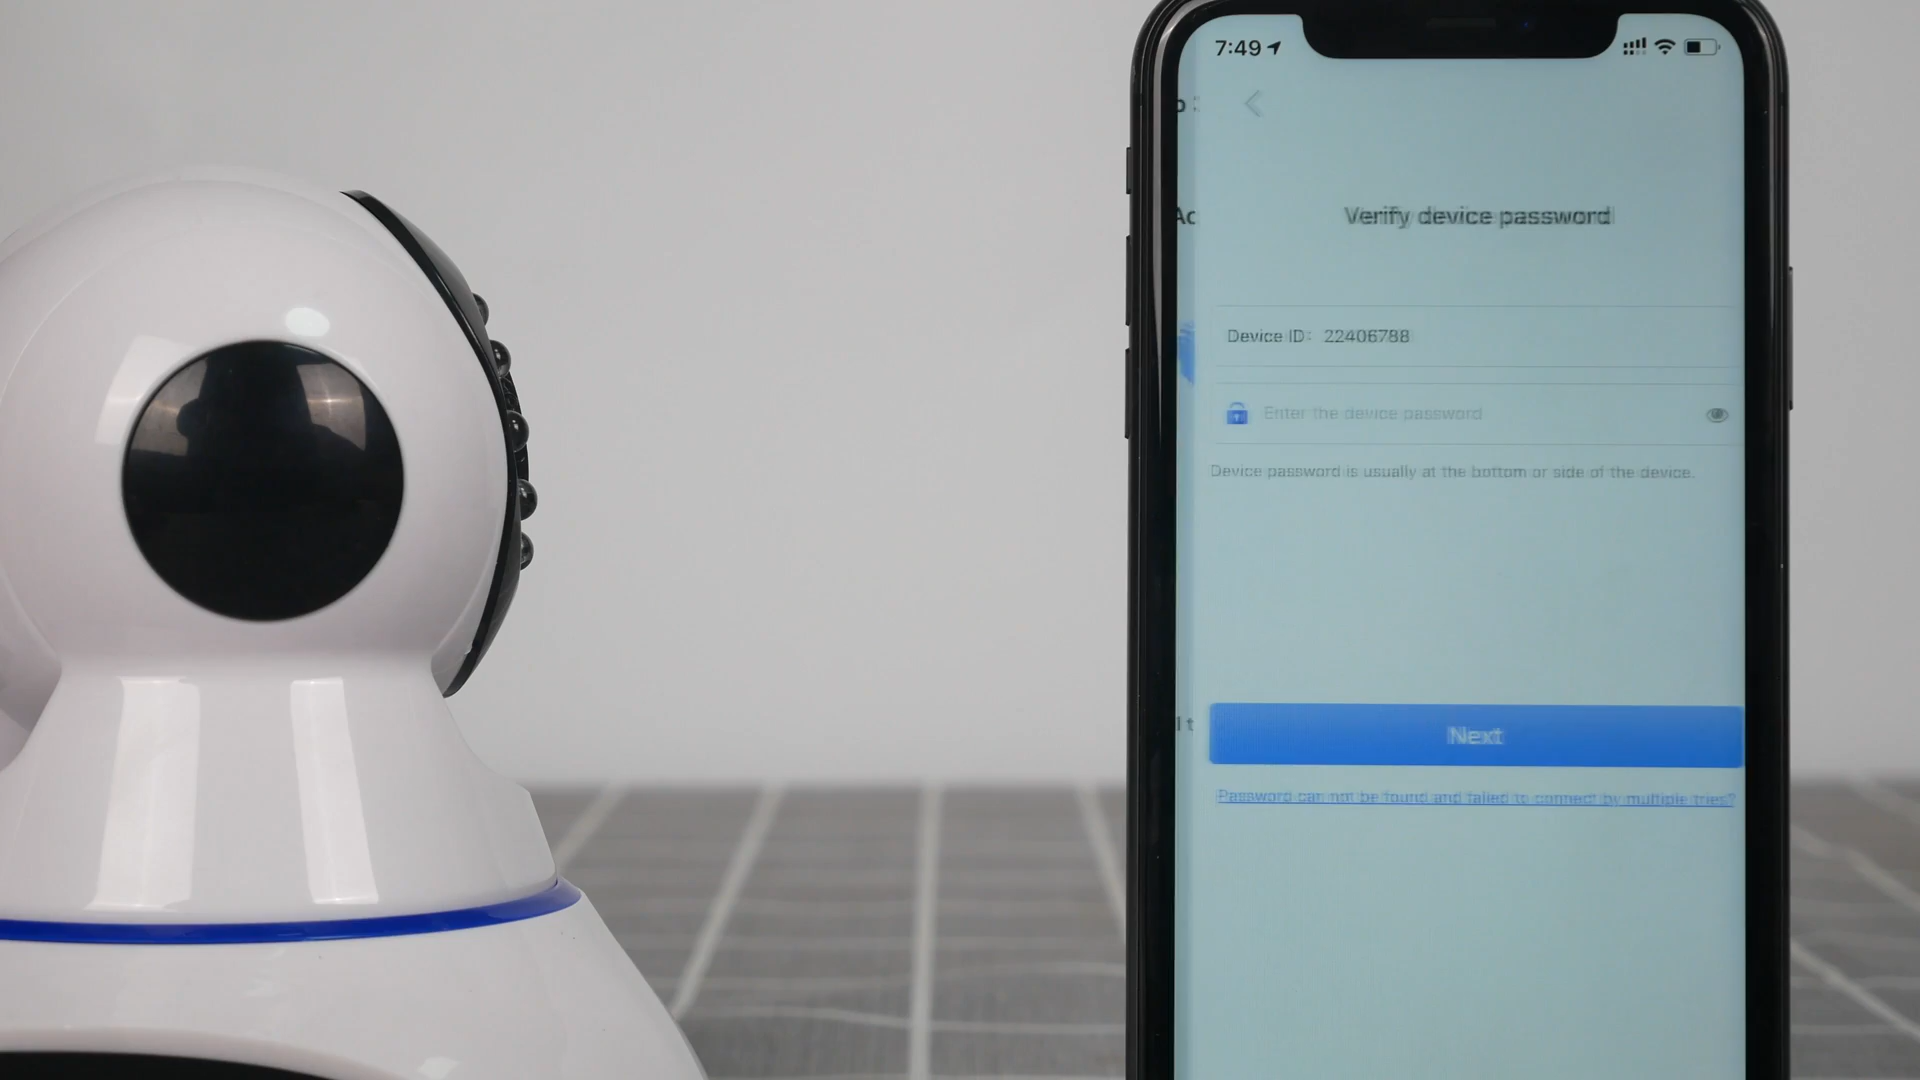 7:49
Verify device password
Device ID: 22406788
Enter the device password
Device password is usually at the bottom or side of the device.
Next
Password can not be found and failed to connect by multiple tries?